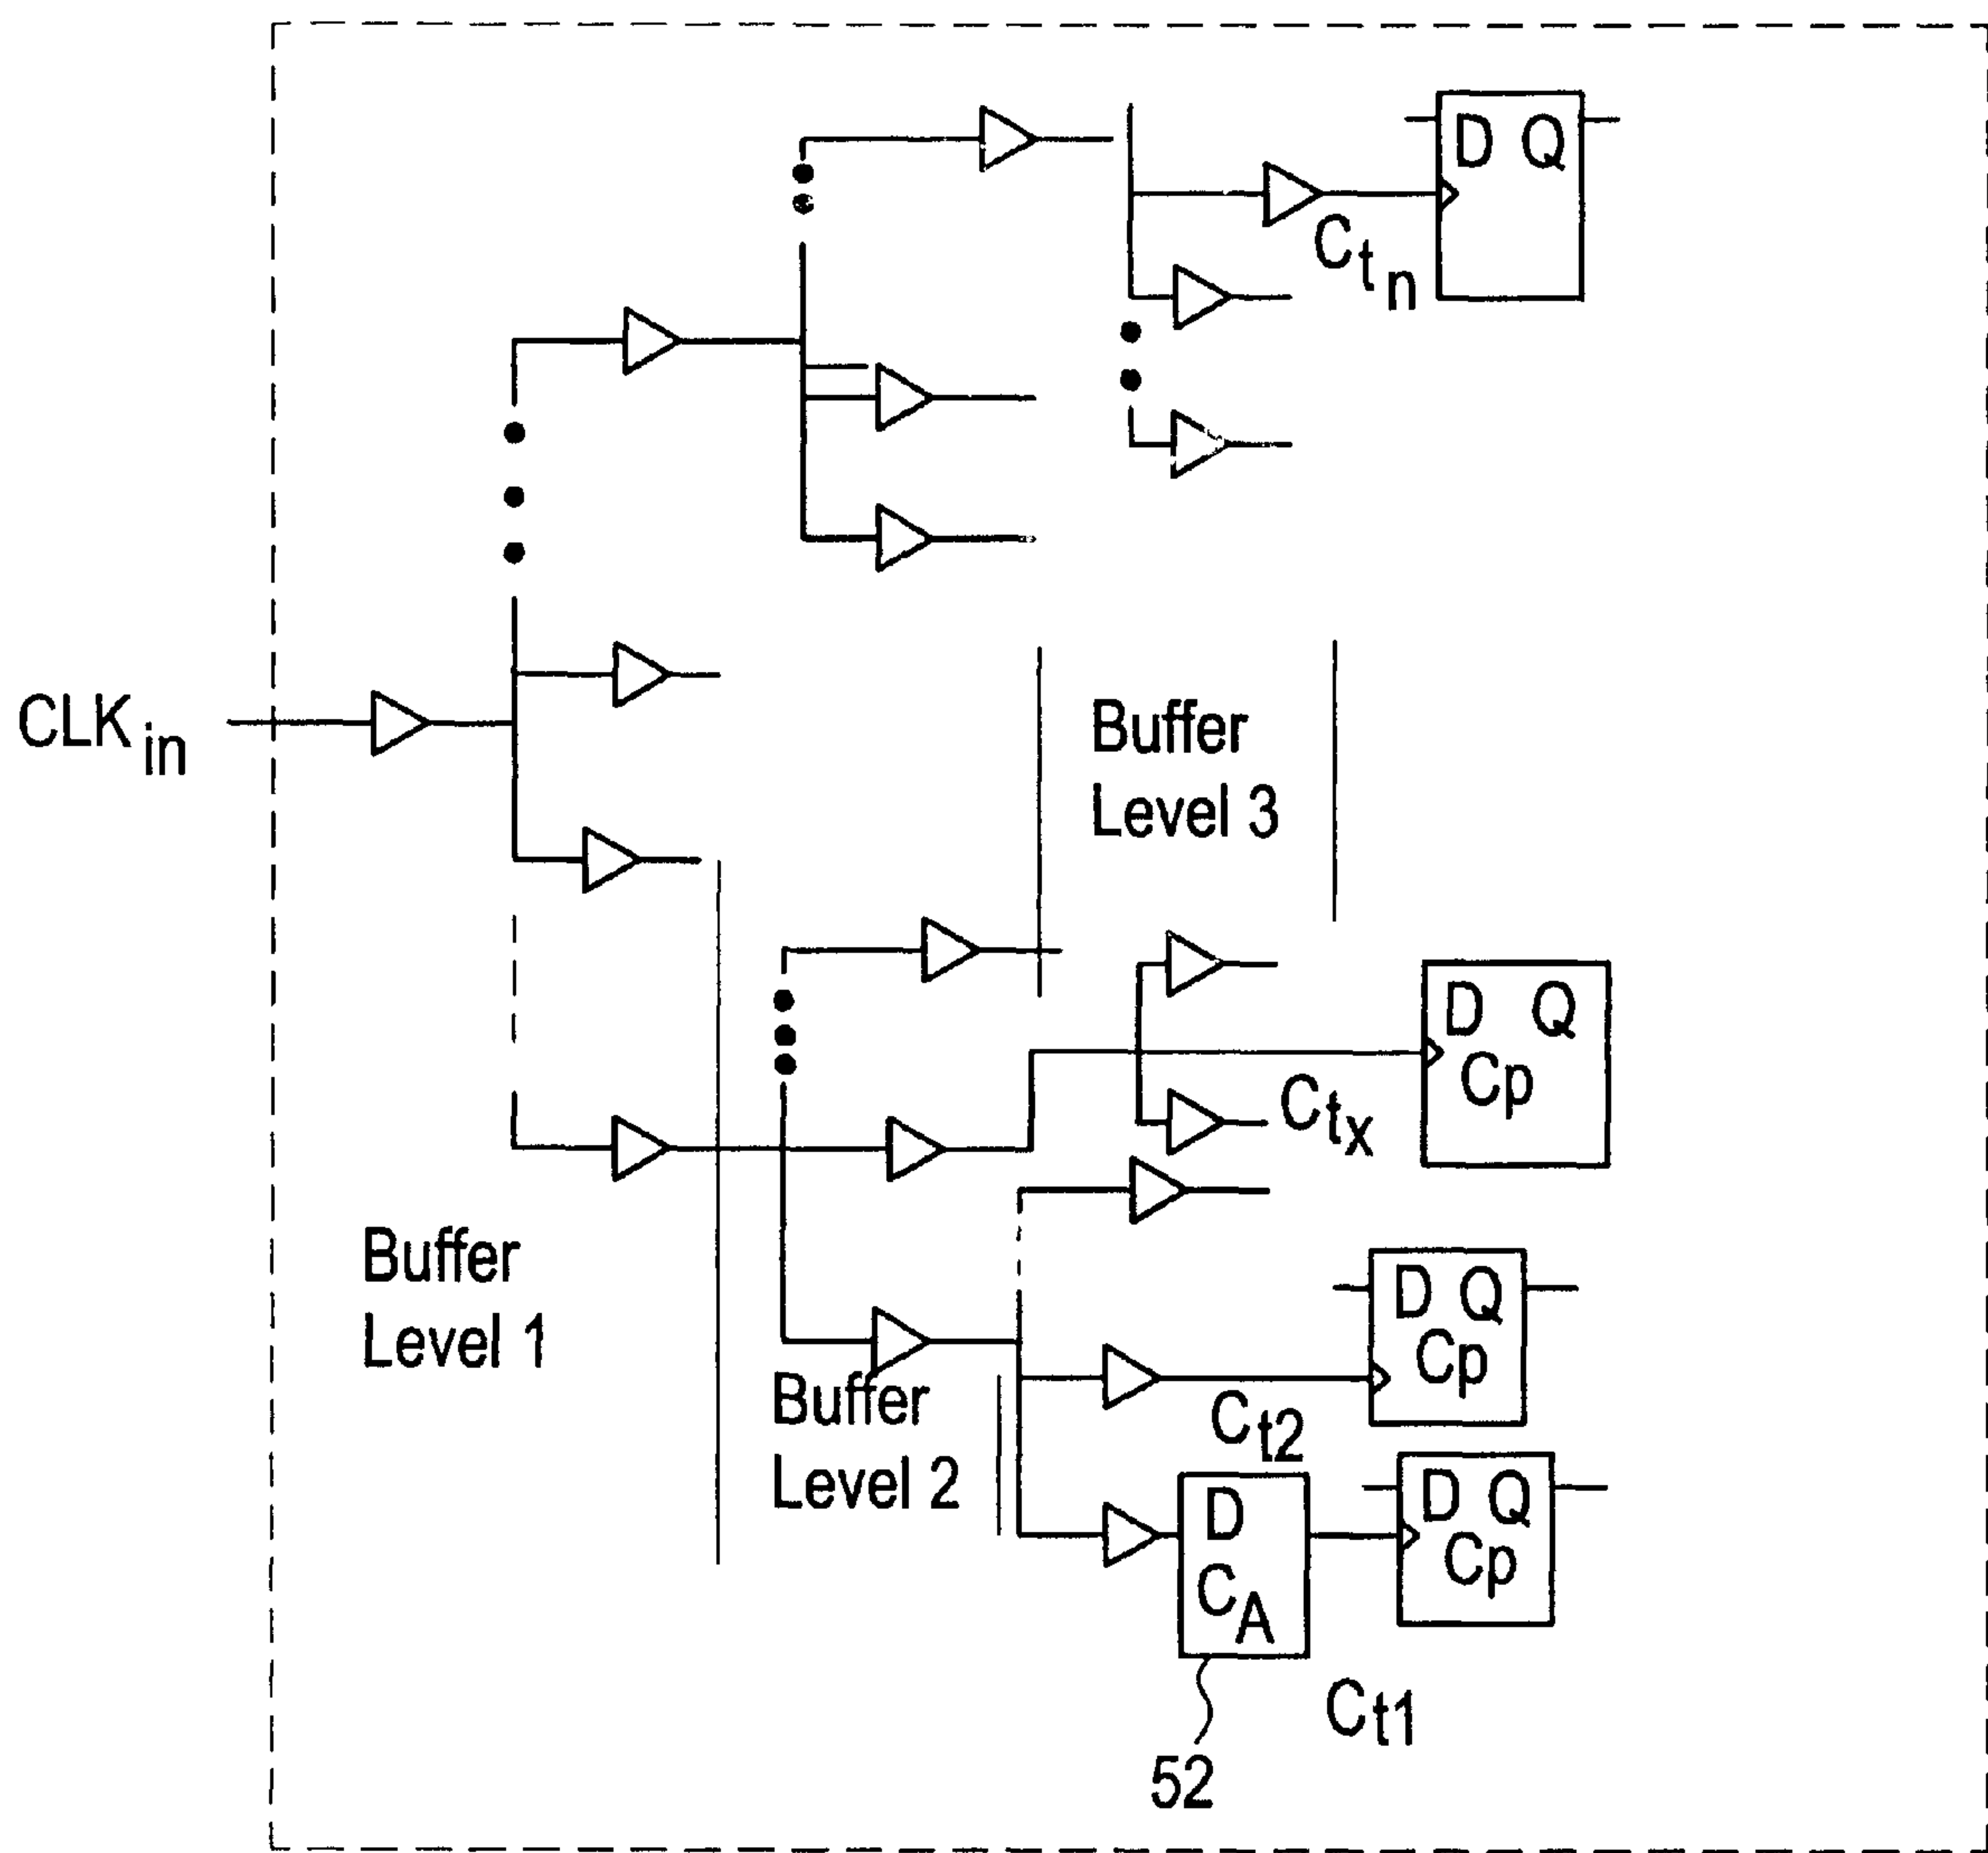 D Q
Ctn
CLKin
Buffer
Level 3
D Q
Cp
Ctx
Buffer
Level 1
D Q
Cp
Buffer
Level 2
Ct2
D Q
Cp
D
CA
Ct1
52